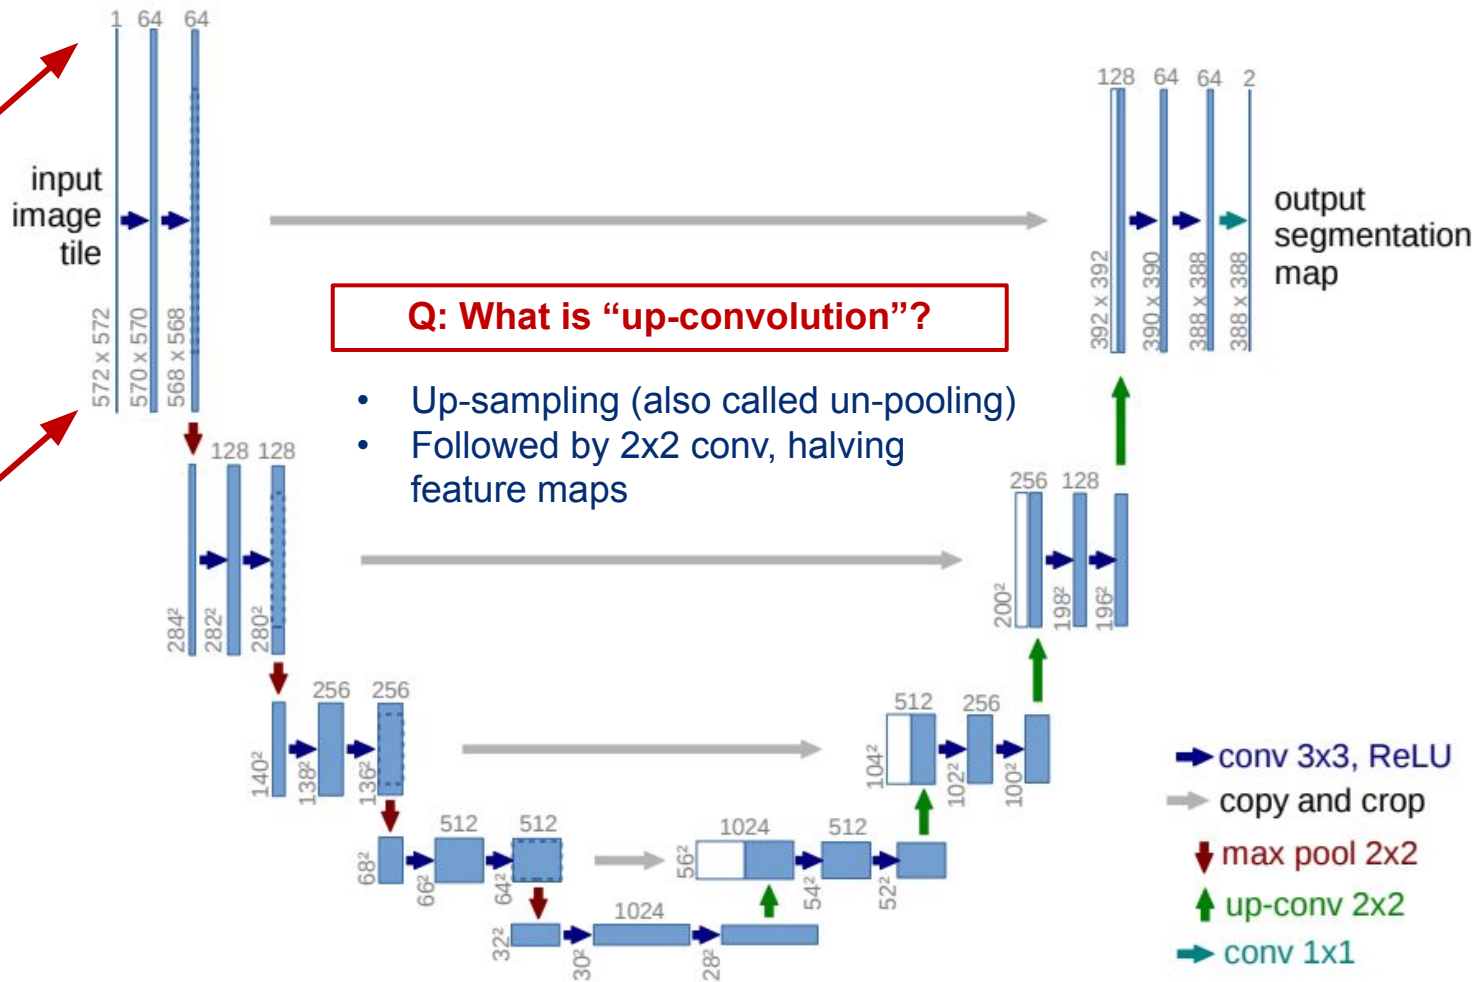 1 64 64
input
image
tile
572 x 572
570 x 570
568 x 568
128 128
284²
282²
280²
256 256
140²
138²
136²
512 512
68²
66²
64²
1024
32²
30²
28²
Q: What is “up-convolution”?
• Up-sampling (also called un-pooling)
• Followed by 2x2 conv, halving
feature maps
1024 512
56²
54²
52²
512 256
104²
102²
100²
256 128
200²
198²
196²
128 64 64 2
392 x 392
390 x 390
388 x 388
388 x 388
output
segmentation
map
conv 3x3, ReLU
copy and crop
max pool 2x2
up-conv 2x2
conv 1x1